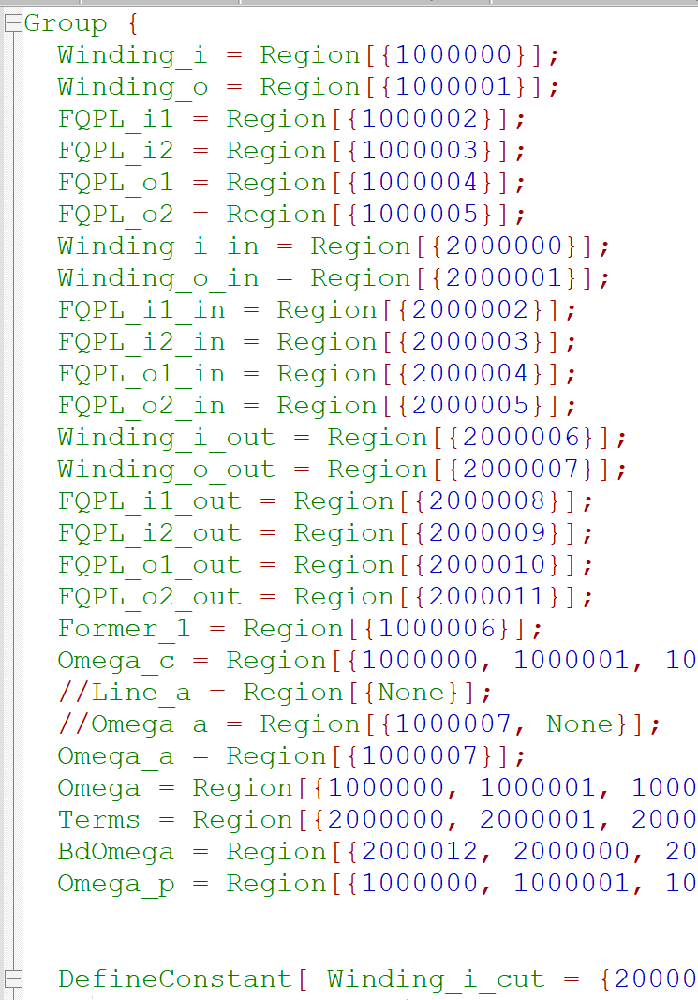 Group {
Winding_i = Region[{1000000}];
Winding_o = Region[{1000001}];
FQPL_i1 = Region[{1000002}];
FQPL_i2 = Region[{1000003}];
FQPL_o1 = Region[{1000004}];
FQPL_o2 = Region[{1000005}];
Winding_i_in = Region[{2000000}];
Winding_o_in = Region[{2000001}];
FQPL_i1_in = Region[{2000002}];
FQPL_i2_in = Region[{2000003}];
FQPL_o1_in = Region[{2000004}];
FQPL_o2_in = Region[{2000005}];
Winding_i_out = Region[{2000006}];
Winding_o_out = Region[{2000007}];
FQPL_i1_out = Region[{2000008}];
FQPL_i2_out = Region[{2000009}];
FQPL_o1_out = Region[{2000010}];
FQPL_o2_out = Region[{2000011}];
Former_1 = Region[{1000006}];
Omega_c = Region[{1000000, 1000001, 10
//Line_a = Region[{None}];
//Omega_a = Region[{1000007, None}];
Omega_a = Region[{1000007}];
Omega = Region[{1000000, 1000001, 1000
Terms = Region[{2000000, 2000001, 2000
BdOmega = Region[{2000012, 2000000, 20
Omega_p = Region[{1000000, 1000001, 10
DefineConstant[ Winding_i_cut = {20000